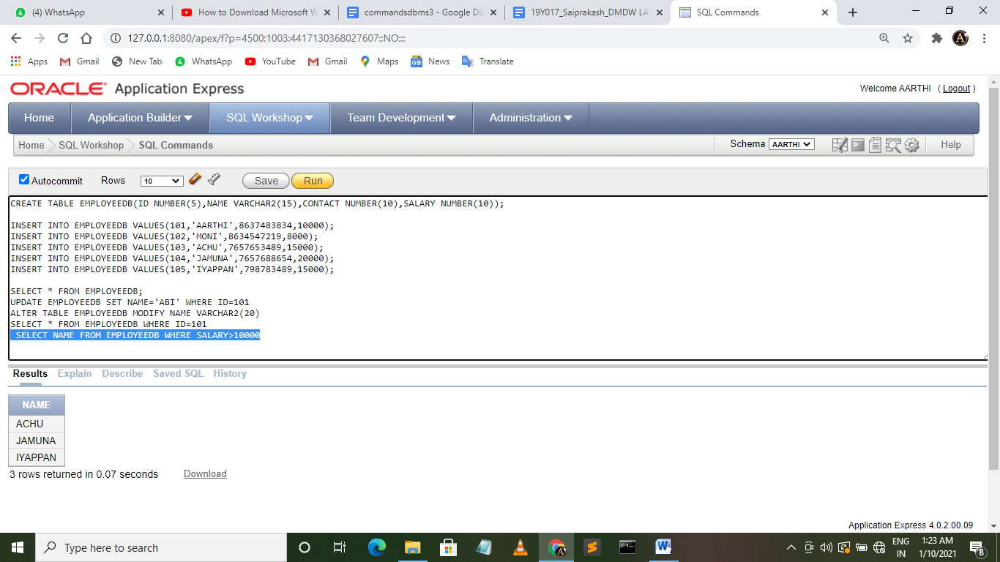 (4) WhatsApp
How to Download Microsoft W
commandsdbms3 - Google Do
19Y017_Saiprakash_DMDW LA
SQL Commands
127.0.0.1:8080/apex/f?p=4500:1003:4417130368027607::NO:::
A
Apps Gmail New Tab WhatsApp YouTube Gmail Maps News Translate
ORACLE Application Express
Welcome AARTHI ( Logout )
Home Application Builder SQL Workshop Team Development Administration
Home SQL Workshop SQL Commands
Schema AARTHI Help
Autocommit Rows 10 Save Run
CREATE TABLE EMPLOYEEDB(ID NUMBER(5),NAME VARCHAR2(15),CONTACT NUMBER(10),SALARY NUMBER(10));
INSERT INTO EMPLOYEEDB VALUES(101,'AARTHI',8637483834,10000);
INSERT INTO EMPLOYEEDB VALUES(102,'MONI',8634547219,8000);
INSERT INTO EMPLOYEEDB VALUES(103,'ACHU',7657653489,15000);
INSERT INTO EMPLOYEEDB VALUES(104,'JAMUNA',7657688654,20000);
INSERT INTO EMPLOYEEDB VALUES(105,'IYAPPAN',798783489,15000);
SELECT * FROM EMPLOYEEDB;
UPDATE EMPLOYEEDB SET NAME='ABI' WHERE ID=101
ALTER TABLE EMPLOYEEDB MODIFY NAME VARCHAR2(20)
SELECT * FROM EMPLOYEEDB WHERE ID=101
SELECT NAME FROM EMPLOYEEDB WHERE SALARY>10000
Results Explain Describe Saved SQL History
NAME
ACHU
JAMUNA
IYAPPAN
3 rows returned in 0.07 seconds Download
Application Express 4.0.2.00.09
Type here to search
ENG
IN
1:23 AM
1/10/2021
8